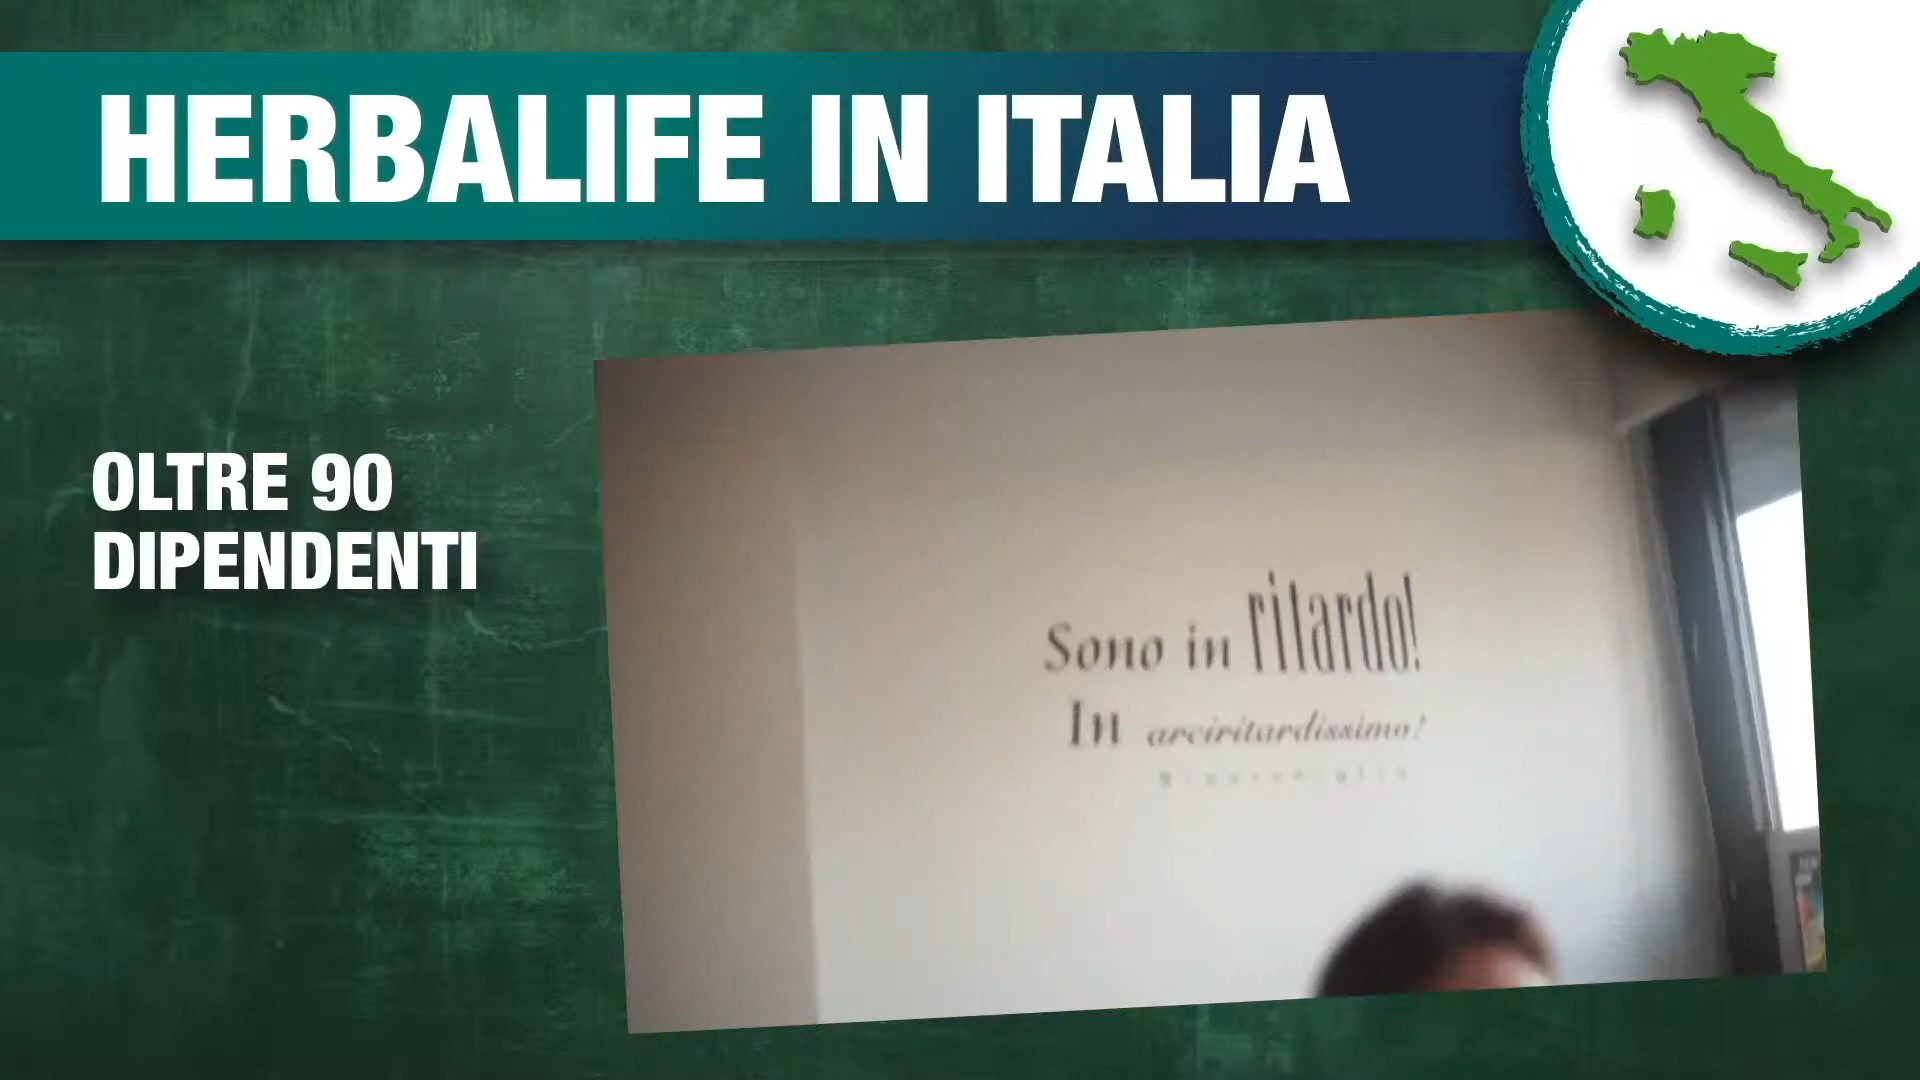 HERBALIFE IN ITALIA
OLTRE 90
DIPENDENTI
Sono in ritardo!
In arciritardissimo!